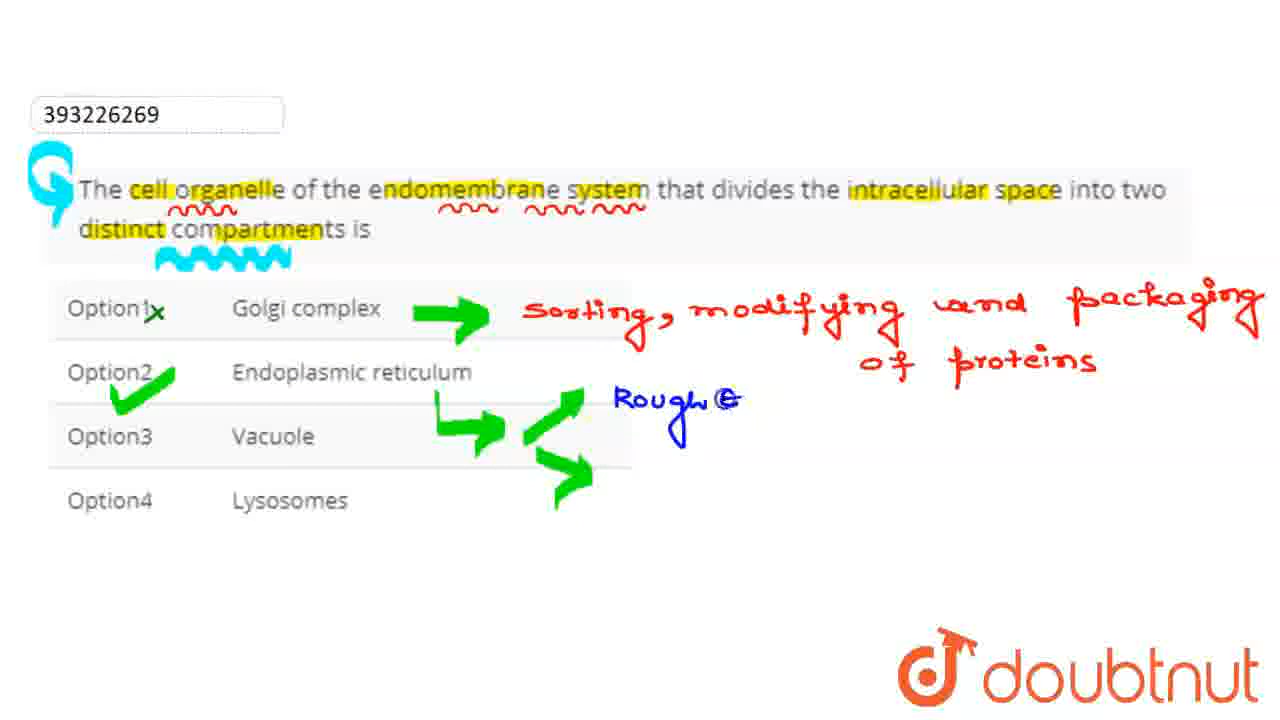 393226269
The cell organelle of the endomembrane system that divides the intracellular space into two
distinct compartments is
Option1 Golgi complex
sorting, modifying and packaging
of proteins
Option2 Endoplasmic reticulum
Rough E
Option3 Vacuole
Option4 Lysosomes
doubtnut